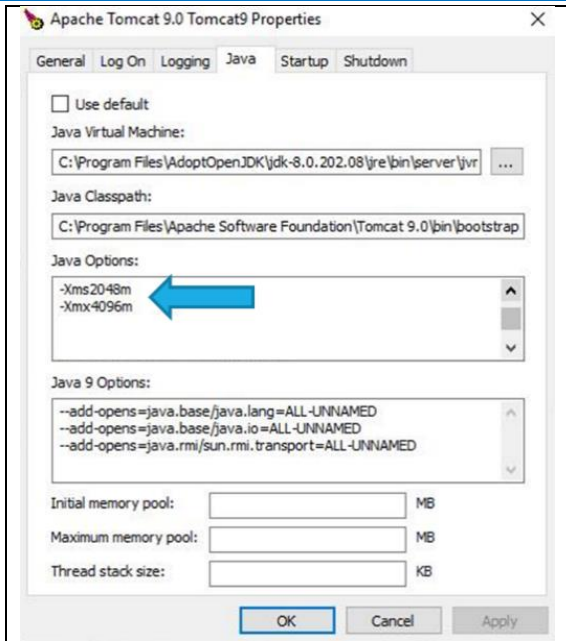 Apache Tomcat 9.0 Tomcat9 Properties
General Log On Logging Java Startup Shutdown
Use default
Java Virtual Machine:
C:\Program Files\AdoptOpenJDK\jdk-8.0.202.08\jre\bin\server\jvr ...
Java Classpath:
C:\Program Files\Apache Software Foundation\Tomcat 9.0\bin\bootstrap
Java Options:
-Xms2048m
-Xmx4096m
Java 9 Options:
--add-opens=java.base/java.lang=ALL-UNNAMED
--add-opens=java.base/java.io=ALL-UNNAMED
--add-opens=java.rmi/sun.rmi.transport=ALL-UNNAMED
Initial memory pool: MB
Maximum memory pool: MB
Thread stack size: KB
OK Cancel Apply